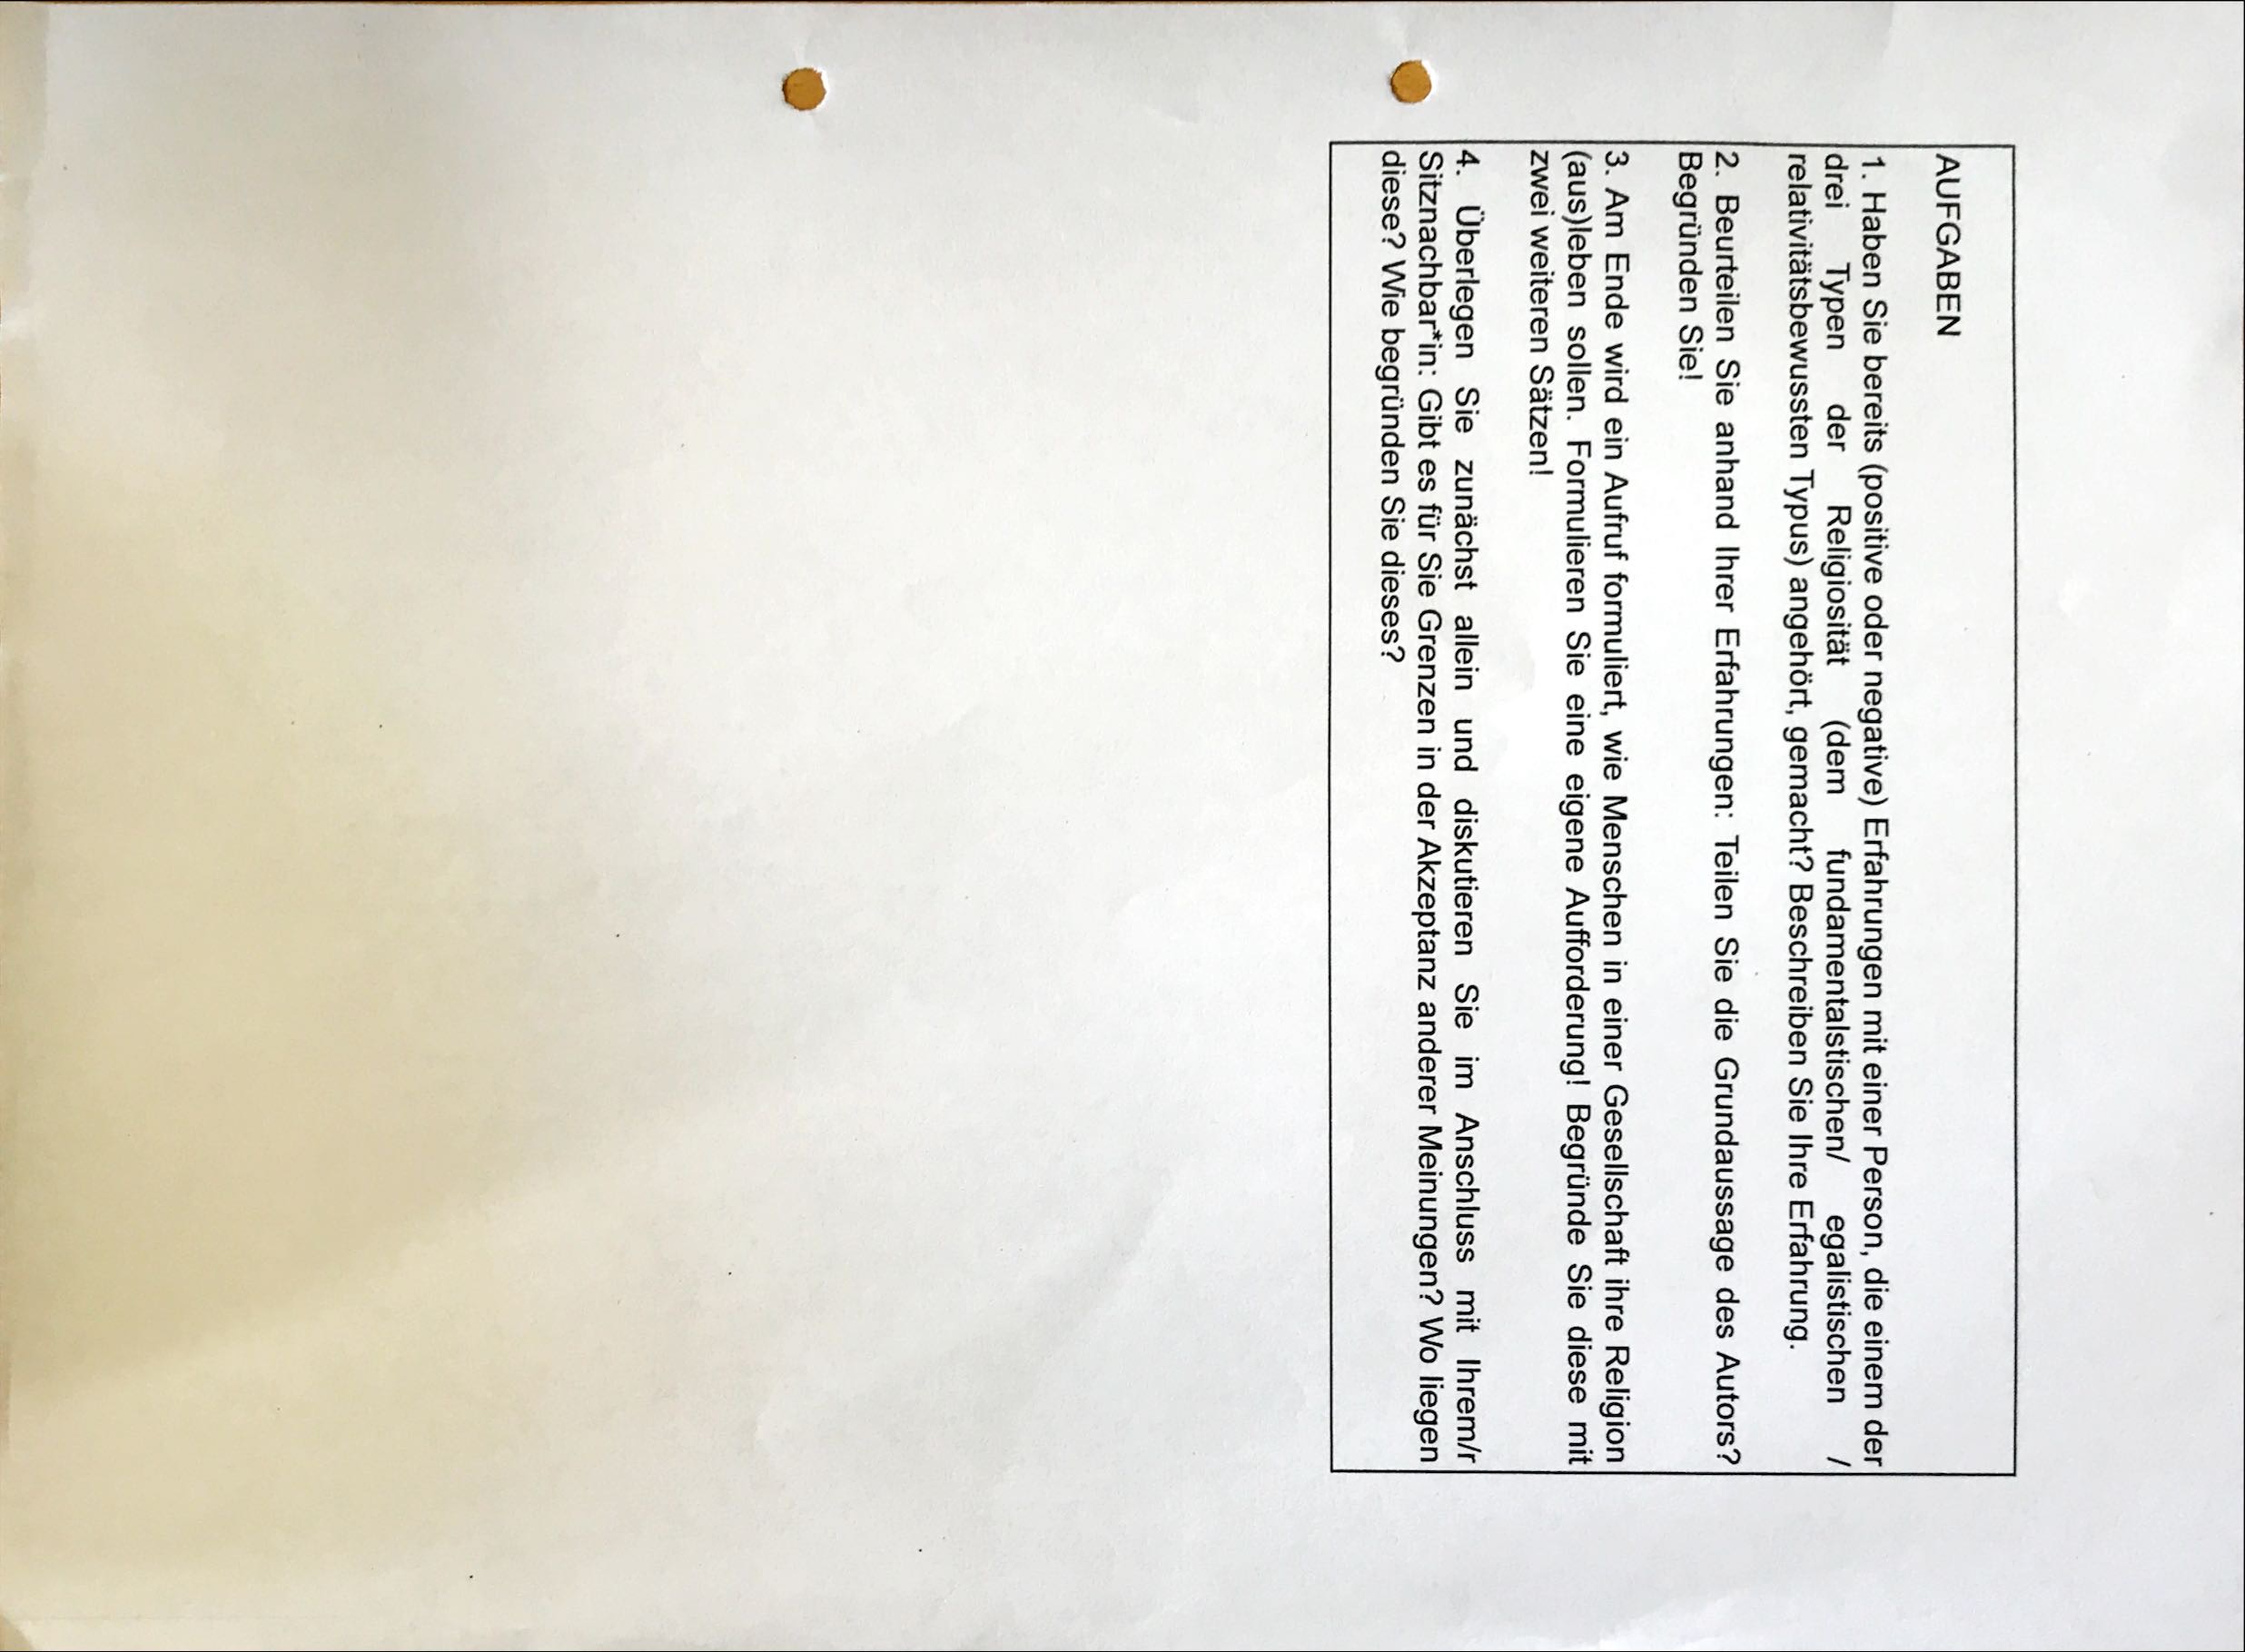 AUFGABEN
1. Haben Sie bereits (positive oder negative) Erfahrungen mit einer Person, die einem der
drei Typen der Religiosität (dem fundamentalstischen/ egalistischen /
relativitätsbewussten Typus) angehört, gemacht? Beschreiben Sie Ihre Erfahrung.
2. Beurteilen Sie anhand Ihrer Erfahrungen: Teilen Sie die Grundaussage des Autors?
Begründen Sie!
3. Am Ende wird ein Aufruf formuliert, wie Menschen in einer Gesellschaft ihre Religion
(aus)leben sollen. Formulieren Sie eine eigene Aufforderung! Begründe Sie diese mit
zwei weiteren Sätzen!
4. Überlegen Sie zunächst allein und diskutieren Sie im Anschluss mit Ihrem/r
Sitznachbar*in: Gibt es für Sie Grenzen in der Akzeptanz anderer Meinungen? Wo liegen
diese? Wie begründen Sie dieses?